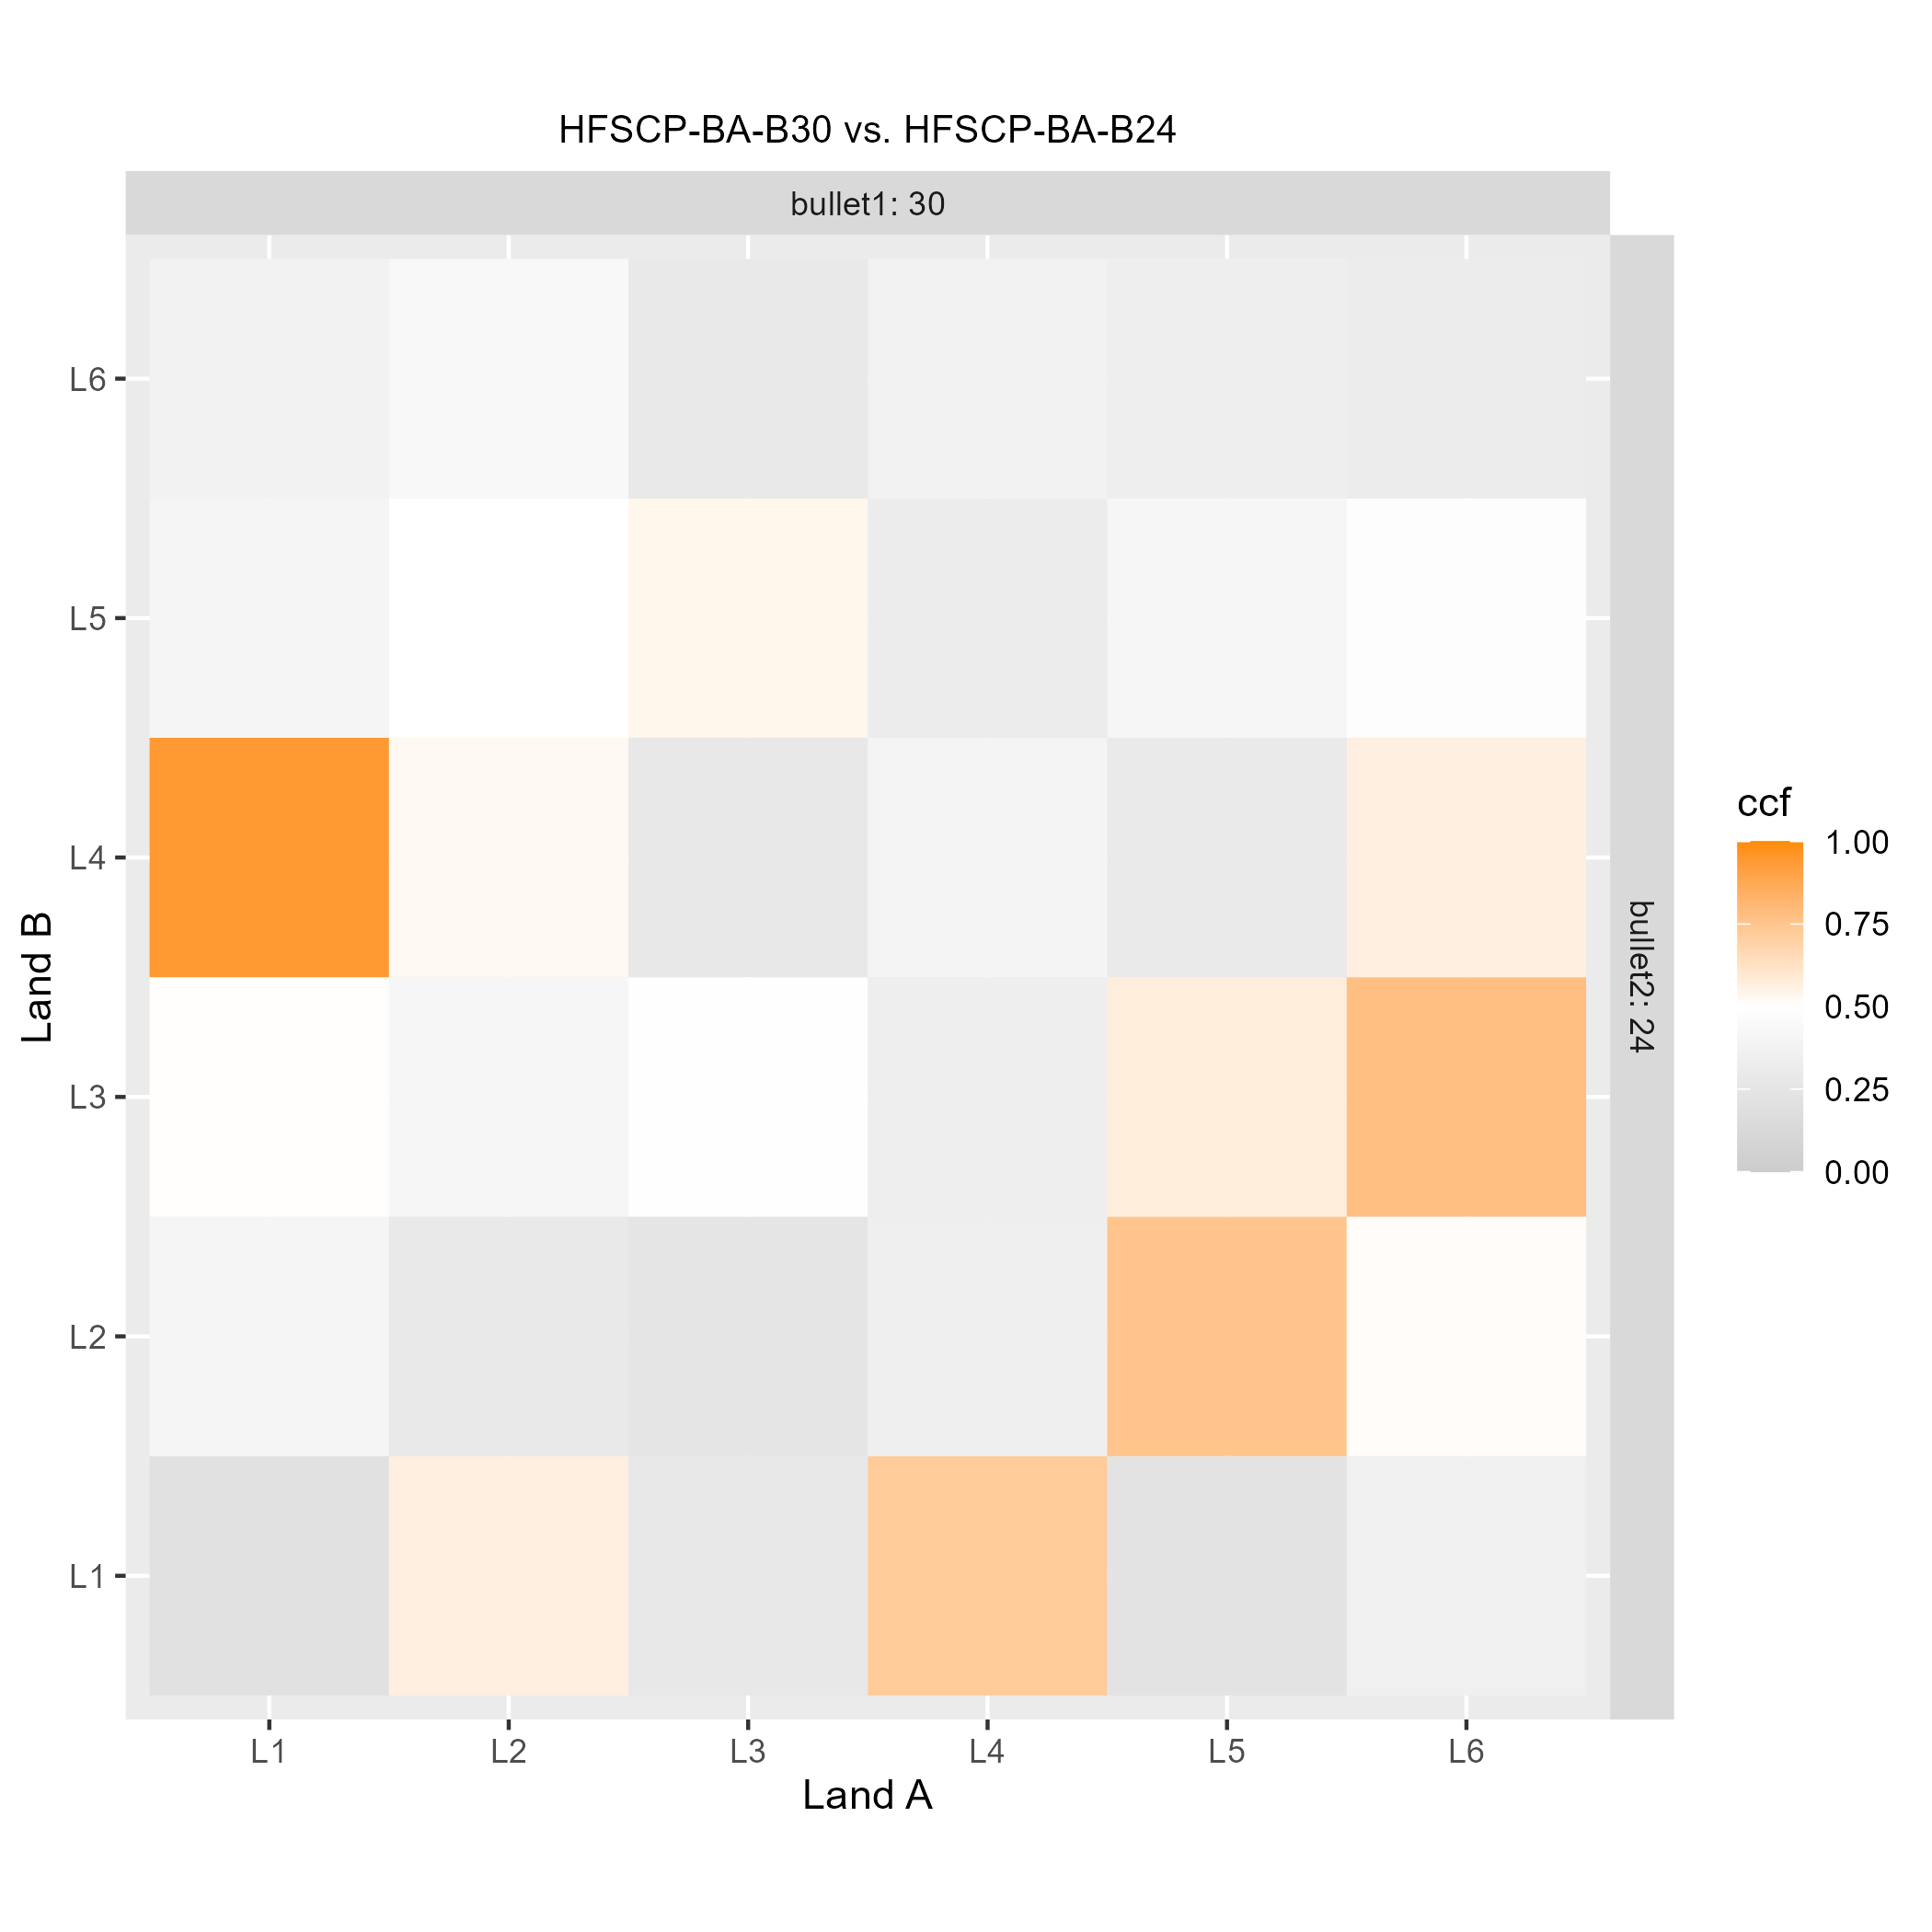 HFSCP-BA-B30 vs. HFSCP-BA-B24
bullet1: 30
L6
L5
L4
L3
L2
L1
Land B
bullet2: 24
ccf
1.00
0.75
0.50
0.25
0.00
L1 L2 L3 L4 L5 L6
Land A